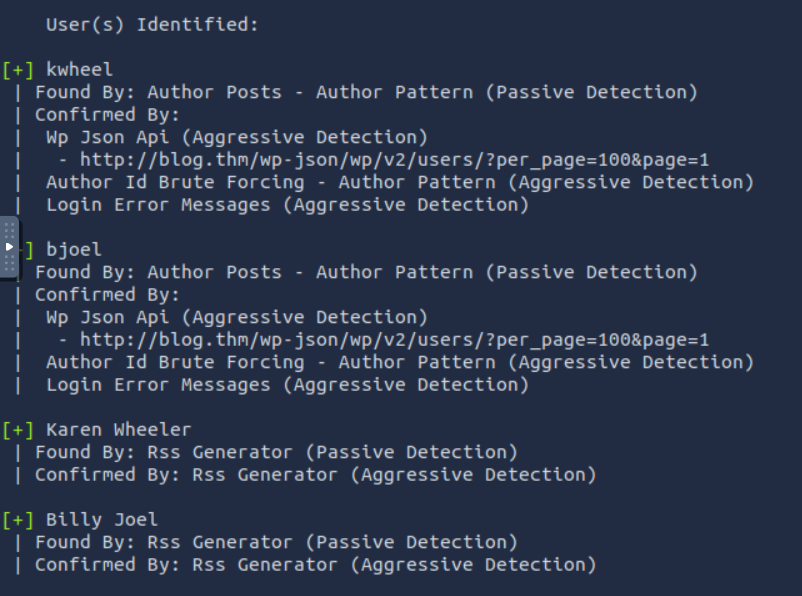 User(s) Identified:
[+] kwheel
| Found By: Author Posts - Author Pattern (Passive Detection)
| Confirmed By:
|  Wp Json Api (Aggressive Detection)
|   - http://blog.thm/wp-json/wp/v2/users/?per_page=100&page=1
|  Author Id Brute Forcing - Author Pattern (Aggressive Detection)
|  Login Error Messages (Aggressive Detection)
] bjoel
| Found By: Author Posts - Author Pattern (Passive Detection)
| Confirmed By:
|  Wp Json Api (Aggressive Detection)
|   - http://blog.thm/wp-json/wp/v2/users/?per_page=100&page=1
|  Author Id Brute Forcing - Author Pattern (Aggressive Detection)
|  Login Error Messages (Aggressive Detection)
[+] Karen Wheeler
| Found By: Rss Generator (Passive Detection)
| Confirmed By: Rss Generator (Aggressive Detection)
[+] Billy Joel
| Found By: Rss Generator (Passive Detection)
| Confirmed By: Rss Generator (Aggressive Detection)